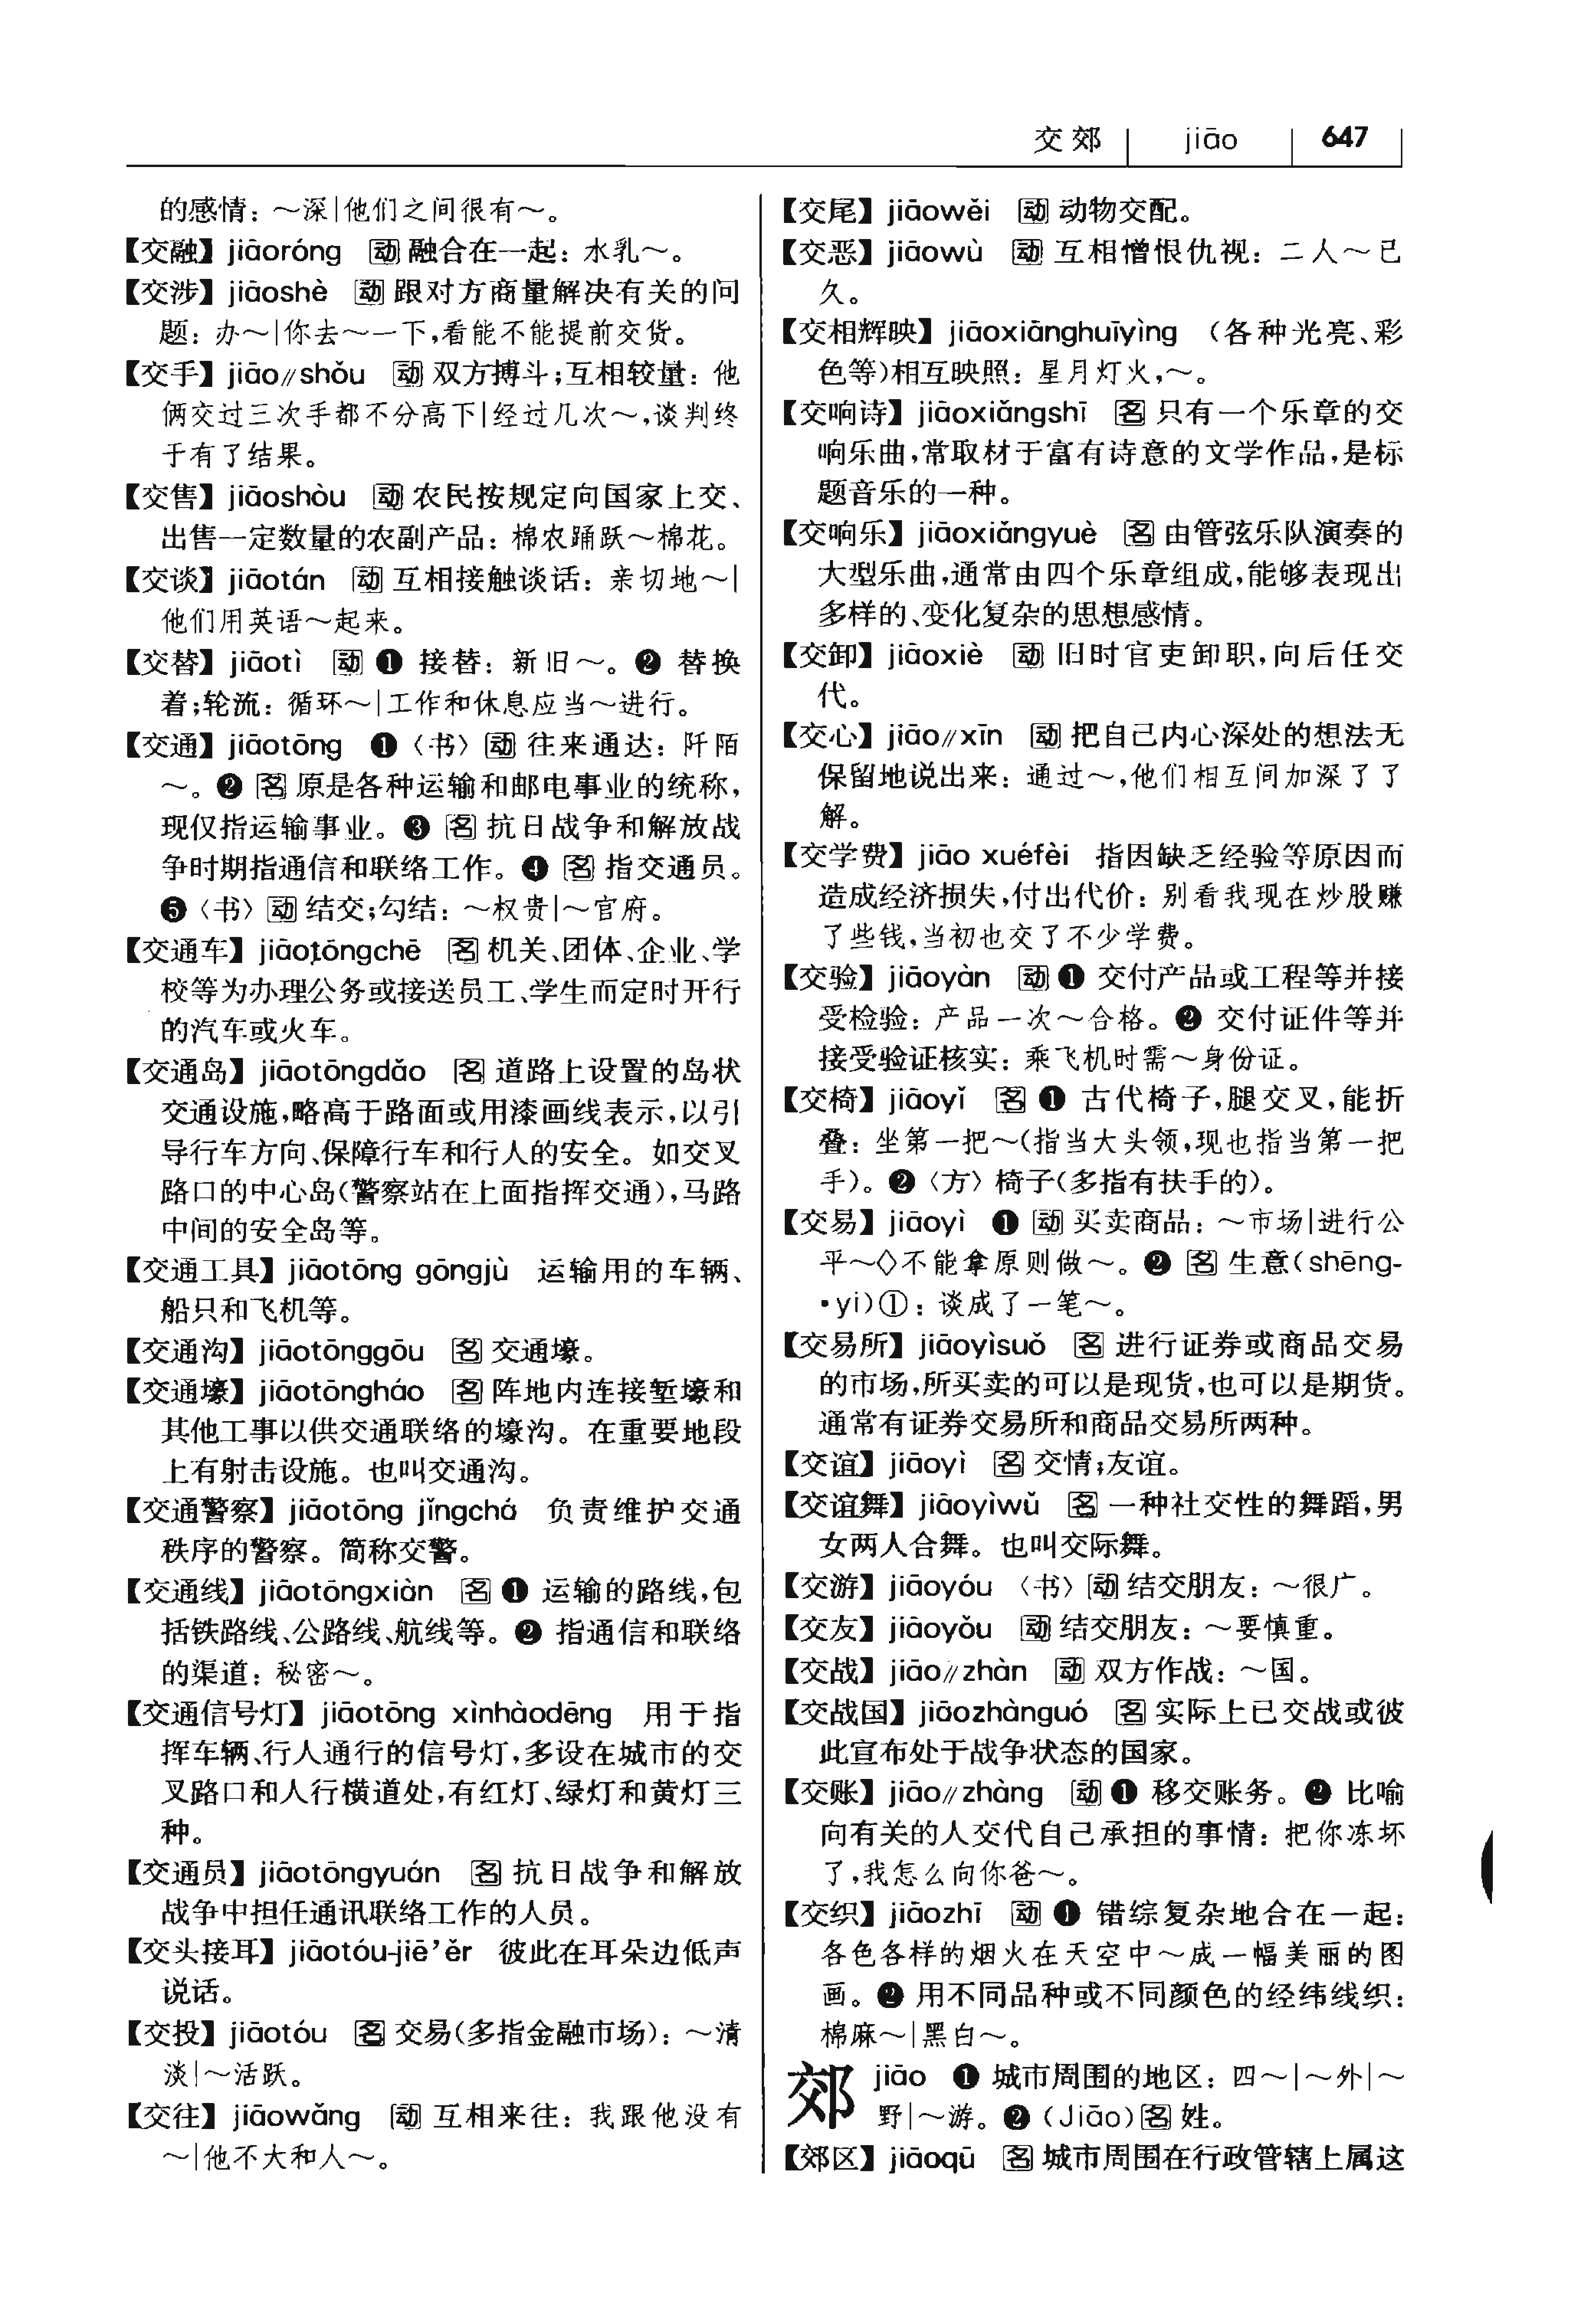 交郊 jiāo 647
的感情：～深|他们之间很有～。
【交融】jiāoróng 动 融合在一起：水乳～。
【交涉】jiāoshè 动 跟对方商量解决有关的问
题：办～|你去～一下,看能不能提前交货。
【交手】jiāo∥shǒu 动 双方搏斗;互相较量：他
俩交过三次手都不分高下|经过几次～,谈判终
于有了结果。
【交售】jiāoshòu 动 农民按规定向国家上交、
出售一定数量的农副产品：棉农踊跃～棉花。
【交谈】jiāotán 动 互相接触谈话：亲切地～|
他们用英语～起来。
【交替】jiāotì 动 ❶ 接替：新旧～。❷ 替换
着;轮流：循环～|工作和休息应当～进行。
【交通】jiāotōng ❶〈书〉动 往来通达：阡陌
～。❷ 名 原是各种运输和邮电事业的统称,
现仅指运输事业。❸ 名 抗日战争和解放战
争时期指通信和联络工作。❹ 名 指交通员。
❺〈书〉动 结交;勾结：～权贵|～官府。
【交通车】jiāotōngchē 名 机关、团体、企业、学
校等为办理公务或接送员工、学生而定时开行
的汽车或火车。
【交通岛】jiāotōngdǎo 名 道路上设置的岛状
交通设施,略高于路面或用漆画线表示,以引
导行车方向、保障行车和行人的安全。如交叉
路口的中心岛(警察站在上面指挥交通),马路
中间的安全岛等。
【交通工具】jiāotōng gōngjù 运输用的车辆、
船只和飞机等。
【交通沟】jiāotōnggōu 名 交通壕。
【交通壕】jiāotōngháo 名 阵地内连接堑壕和
其他工事以供交通联络的壕沟。在重要地段
上有射击设施。也叫交通沟。
【交通警察】jiāotōng jǐngchá 负责维护交通
秩序的警察。简称交警。
【交通线】jiāotōngxiàn 名 ❶ 运输的路线,包
括铁路线、公路线、航线等。❷ 指通信和联络
的渠道：秘密～。
【交通信号灯】jiāotōng xìnhàodēng 用于指
挥车辆、行人通行的信号灯,多设在城市的交
叉路口和人行横道处,有红灯、绿灯和黄灯三
种。
【交通员】jiāotōngyuán 名 抗日战争和解放
战争中担任通讯联络工作的人员。
【交头接耳】jiāotóu-jiē’ěr 彼此在耳朵边低声
说话。
【交投】jiāotóu 名 交易(多指金融市场)：～清
淡|～活跃。
【交往】jiāowǎng 动 互相来往：我跟他没有
～|他不大和人～。
【交尾】jiāowěi 动 动物交配。
【交恶】jiāowù 动 互相憎恨仇视：二人～已
久。
【交相辉映】jiāoxiānghuīyìng （各种光亮、彩
色等)相互映照：星月灯火,～。
【交响诗】jiāoxiǎngshī 名 只有一个乐章的交
响乐曲,常取材于富有诗意的文学作品,是标
题音乐的一种。
【交响乐】jiāoxiǎngyuè 名 由管弦乐队演奏的
大型乐曲,通常由四个乐章组成,能够表现出
多样的、变化复杂的思想感情。
【交卸】jiāoxiè 动 旧时官吏卸职,向后任交
代。
【交心】jiāo∥xīn 动 把自己内心深处的想法无
保留地说出来：通过～,他们相互间加深了了
解。
【交学费】jiāo xuéfèi 指因缺乏经验等原因而
造成经济损失,付出代价：别看我现在炒股赚
了些钱,当初也交了不少学费。
【交验】jiāoyàn 动 ❶ 交付产品或工程等并接
受检验：产品一次～合格。❷ 交付证件等并
接受验证核实：乘飞机时需～身份证。
【交椅】jiāoyǐ 名 ❶ 古代椅子,腿交叉,能折
叠：坐第一把～(指当大头领,现也指当第一把
手)。❷〈方〉椅子(多指有扶手的)。
【交易】jiāoyì ❶ 动 买卖商品：～市场|进行公
平～◇不能拿原则做～。❷ 名 生意(shēng-
·yi)①：谈成了一笔～。
【交易所】jiāoyìsuǒ 名 进行证券或商品交易
的市场,所买卖的可以是现货,也可以是期货。
通常有证券交易所和商品交易所两种。
【交谊】jiāoyì 名 交情;友谊。
【交谊舞】jiāoyìwǔ 名 一种社交性的舞蹈,男
女两人合舞。也叫交际舞。
【交游】jiāoyóu 〈书〉动 结交朋友：～很广。
【交友】jiāoyǒu 动 结交朋友：～要慎重。
【交战】jiāo∥zhàn 动 双方作战：～国。
【交战国】jiāozhànguó 名 实际上已交战或彼
此宣布处于战争状态的国家。
【交账】jiāo∥zhàng 动 ❶ 移交账务。❷ 比喻
向有关的人交代自己承担的事情：把你冻坏
了,我怎么向你爸～。
【交织】jiāozhī 动 ❶ 错综复杂地合在一起：
各色各样的烟火在天空中～成一幅美丽的图
画。❷ 用不同品种或不同颜色的经纬线织：
棉麻～|黑白～。
郊 jiāo ❶ 城市周围的地区：四～|～外|～
野|～游。❷（Jiāo）名 姓。
【郊区】jiāoqū 名 城市周围在行政管辖上属这